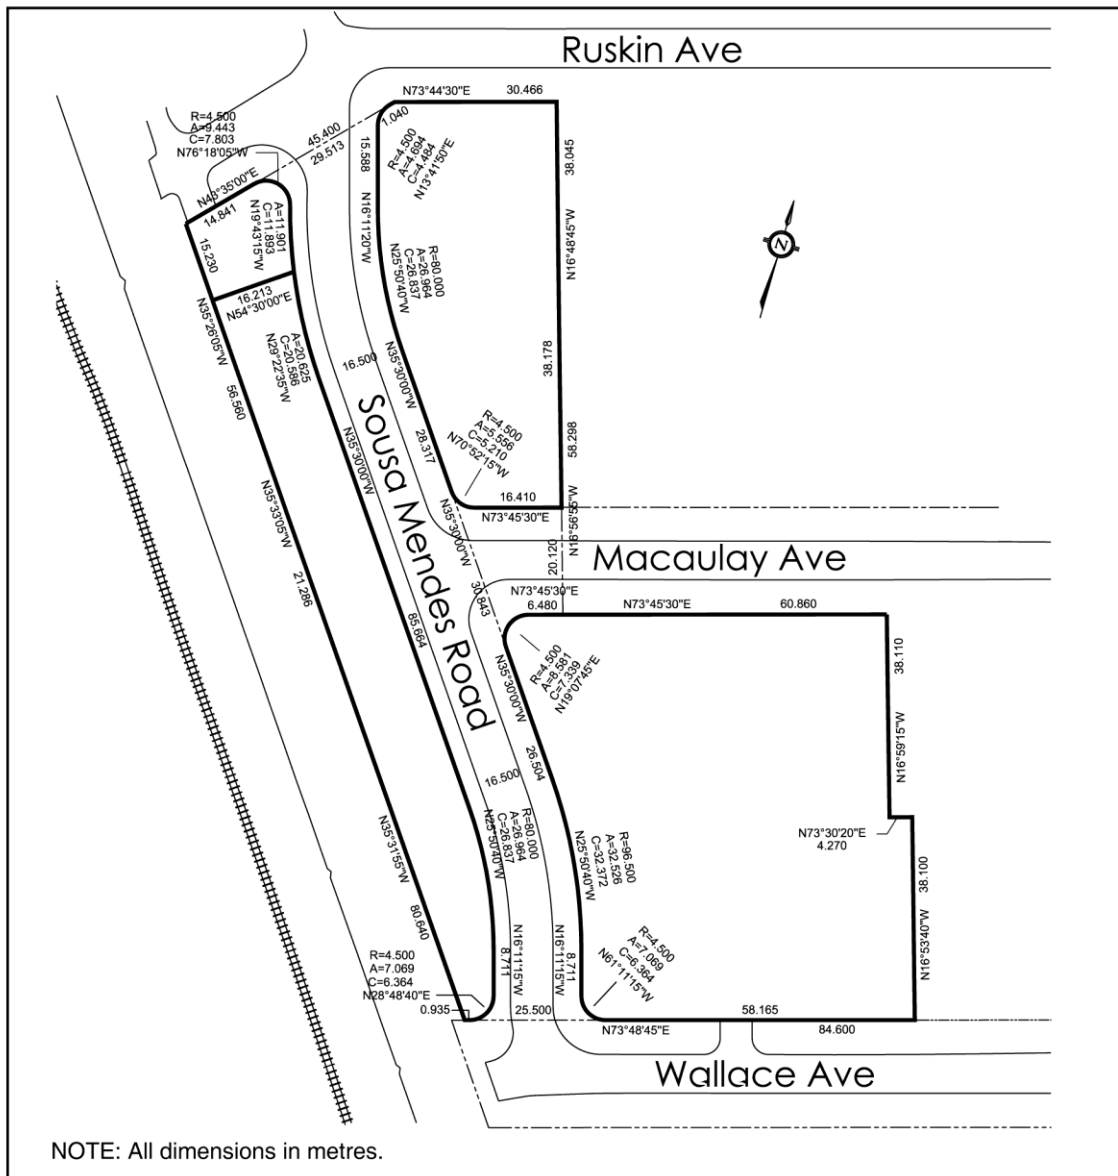 Ruskin Ave
N73°44'30"E 30.466
R=4.500
A=9.443
C=7.803
N76°18'05"W
45.400
29.513
1.040
15.588
R=4.500
A=4.694
C=4.484
N13°41'50"E
38.045
N43°35'00"E
14.841
A=11.901
C=11.893
N19°43'15"W
N16°11'20"W
R=80.000
A=26.964
C=26.837
N25°50'40"W
N16°48'45"W
N
15.230
16.213
N54°30'00"E
N35°26'05"W
A=20.625
C=20.586
N29°22'35"W
16.500
N35°30'00"W
38.178
56.560
Sousa Mendes Road
N35°30'00"W
28.317
R=4.500
A=5.556
C=5.210
N70°52'15"W
58.298
16.410
N73°45'30"E
N35°33'05"W
N35°30'00"W
N16°56'55"W
20.120
Macaulay Ave
21.286
85.664
30.843
N73°45'30"E
6.480
N73°45'30"E 60.860
R=4.500
A=8.581
C=7.339
N19°07'45"E
38.110
N35°30'00"W
N16°59'15"W
26.504
16.500
N35°31'55"W
R=80.000
A=26.964
C=26.837
N25°50'40"W
R=96.500
A=32.526
C=32.372
N25°50'40"W
N73°30'20"E
4.270
38.100
80.640
N16°53'40"W
R=4.500
A=7.069
C=6.364
N28°48'40"E
8.711
N16°11'15"W
8.711
N16°11'15"W
R=4.500
A=7.069
C=6.364
N61°11'15"W
0.935
25.500
58.165
N73°48'45"E
84.600
Wallace Ave
NOTE: All dimensions in metres.